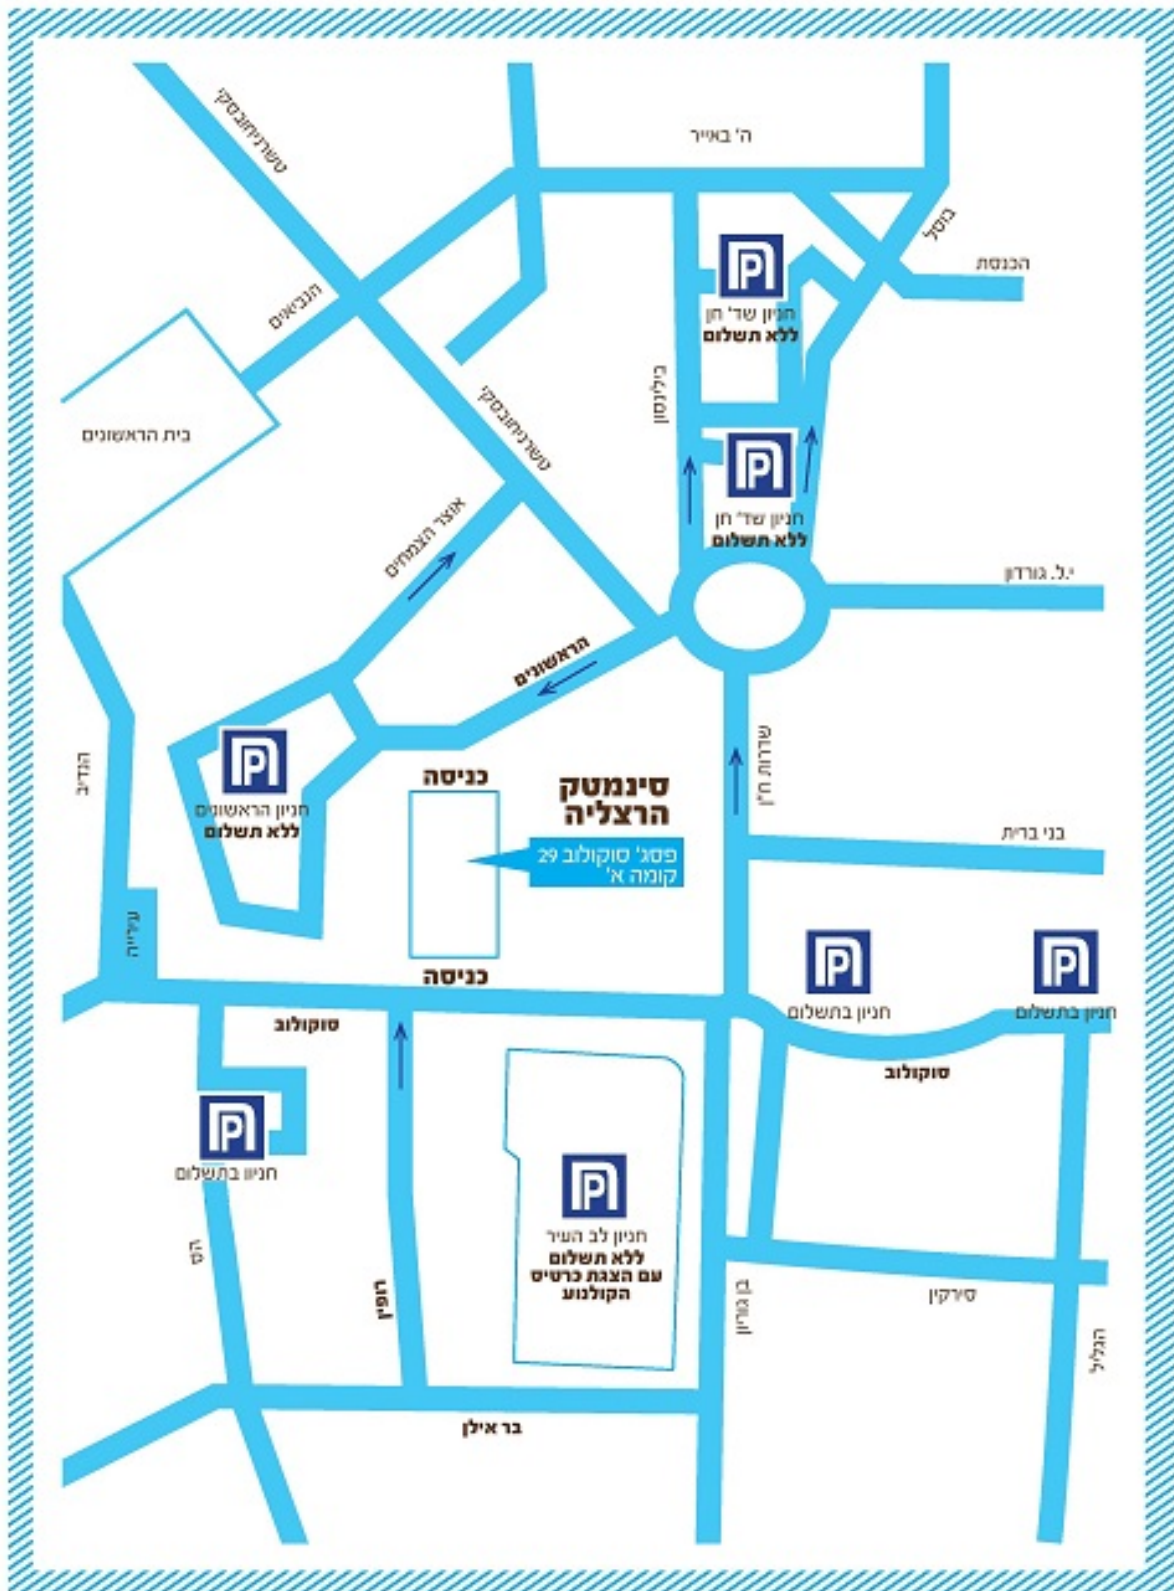 טשרניחובסקי
ה' באייר
בוסל
הכנסת
הנביאים
P
חניון שד' חן
ללא תשלום
בילינסון
טשרניחובסקי
בית הראשונים
P
חניון שד' חן
ללא תשלום
אוצר הצמחים
י.ל. גורדון
הראשונים
הנדיב
P
חניון הראשונים
ללא תשלום
כניסה
סינמטק
הרצליה
פסג' סוקולוב 29
קומה א'
שדרות ח"ן
בני ברית
עירייה
כניסה
P
חניון בתשלום
P
חניון בתשלום
סוקולוב
סוקולוב
P
חניון בתשלום
P
חניון לב העיר
ללא תשלום
עם הצגת כרטיס
הקולנוע
הס
רופין
בן גוריון
סירקין
הגליל
בר אילן